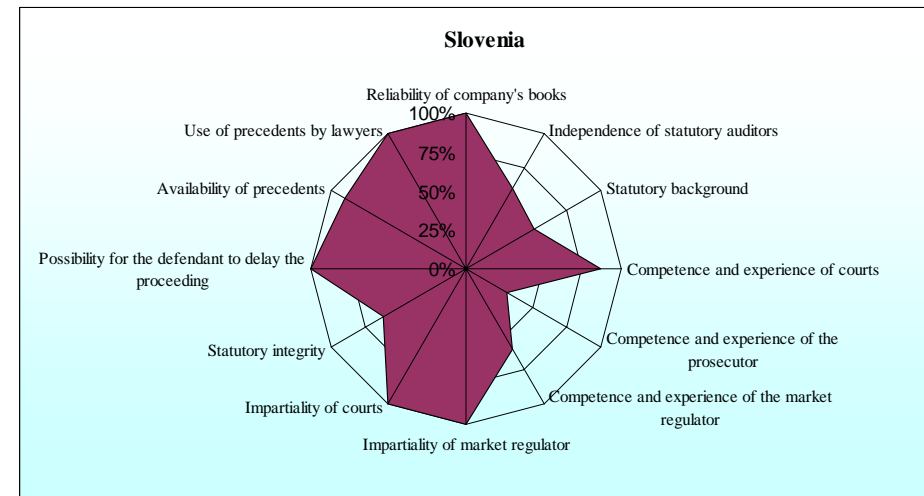 Slovenia
Reliability of company's books
100%
Use of precedents by lawyers
Independence of statutory auditors
75%
Availability of precedents
Statutory background
50%
25%
Possibility for the defendant to delay the
proceeding
0%
Competence and experience of courts
Statutory integrity
Competence and experience of the
prosecutor
Impartiality of courts
Competence and experience of the market
regulator
Impartiality of market regulator